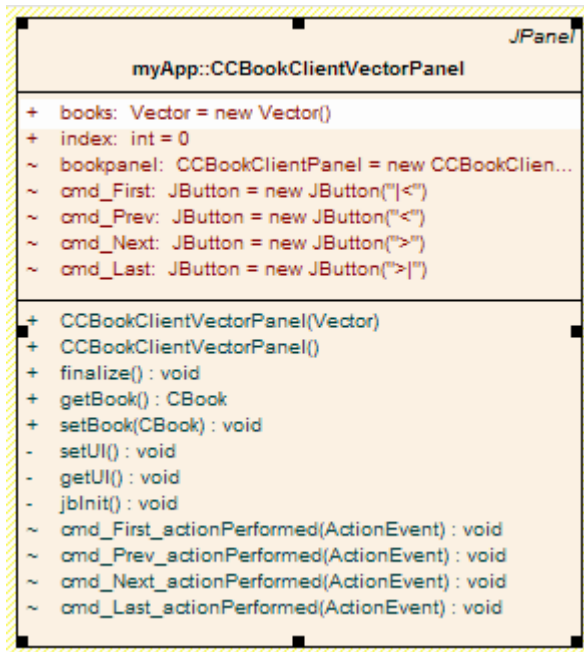 JPanel
myApp::CCBookClientVectorPanel
+ books: Vector = new Vector()
+ index: int = 0
~ bookpanel: CCBookClientPanel = new CCBookClien...
~ cmd_First: JButton = new JButton("|<")
~ cmd_Prev: JButton = new JButton("<")
~ cmd_Next: JButton = new JButton(">")
~ cmd_Last: JButton = new JButton(">|")
+ CCBookClientVectorPanel(Vector)
+ CCBookClientVectorPanel()
+ finalize() : void
+ getBook() : CBook
+ setBook(CBook) : void
- setUI() : void
- getUI() : void
- jbInit() : void
~ cmd_First_actionPerformed(ActionEvent) : void
~ cmd_Prev_actionPerformed(ActionEvent) : void
~ cmd_Next_actionPerformed(ActionEvent) : void
~ cmd_Last_actionPerformed(ActionEvent) : void